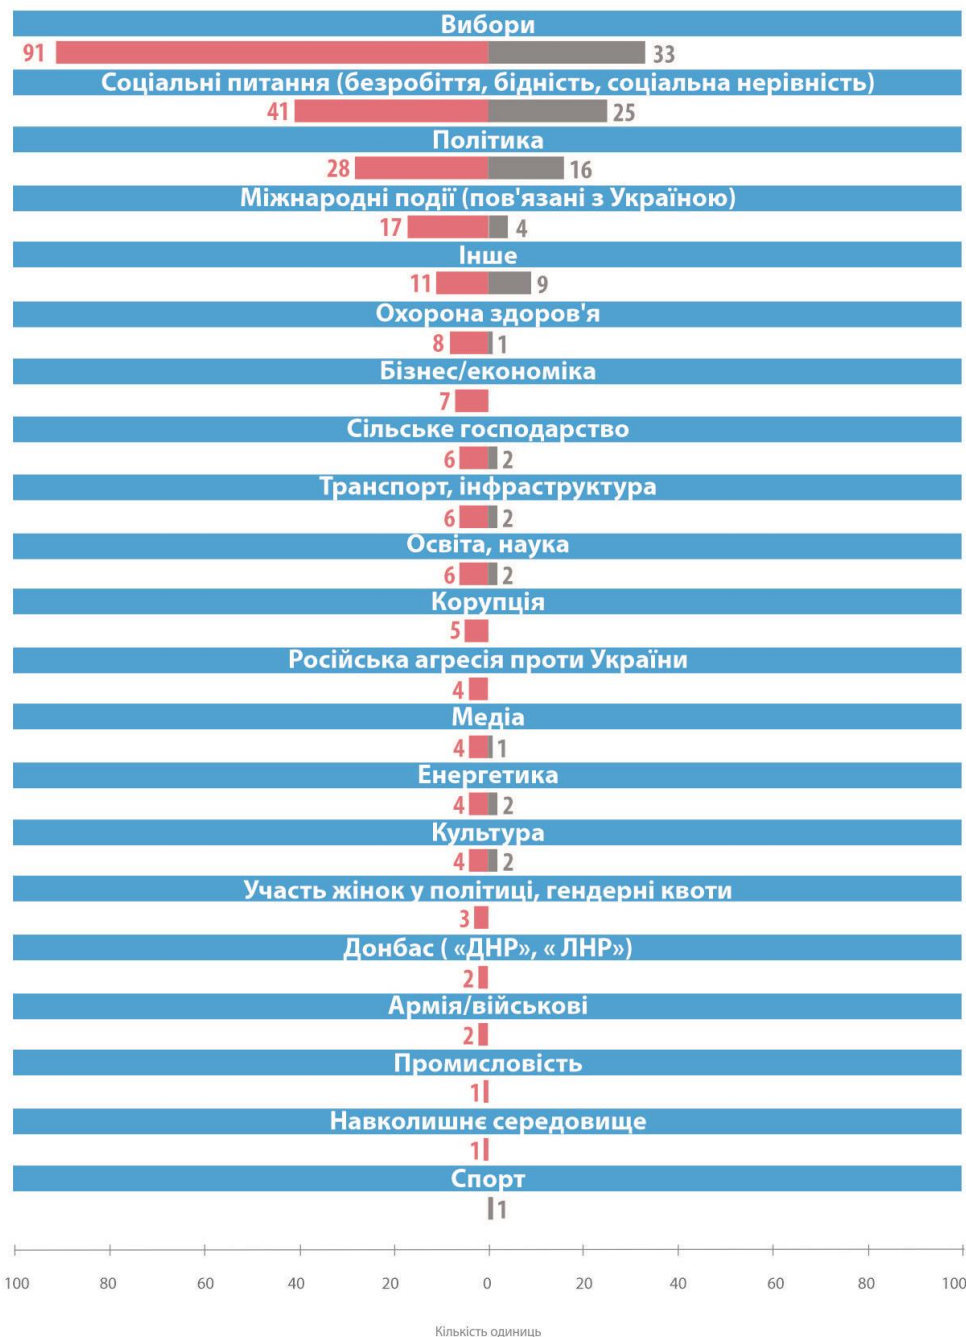 Вибори
91 33
Соціальні питання (безробіття, бідність, соціальна нерівність)
41 25
Політика
28 16
Міжнародні події (пов'язані з Україною)
17 4
Інше
11 9
Охорона здоров'я
8 1
Бізнес/економіка
7
Сільське господарство
6 2
Транспорт, інфраструктура
6 2
Освіта, наука
6 2
Корупція
5
Російська агресія проти України
4
Медіа
4 1
Енергетика
4 2
Культура
4 2
Участь жінок у політиці, гендерні квоти
3
Донбас ( «ДНР», « ЛНР»)
2
Армія/військові
2
Промисловість
1
Навколишнє середовище
1
Спорт
1
100 80 60 40 20 0 20 40 60 80 100
Кількість одиниць